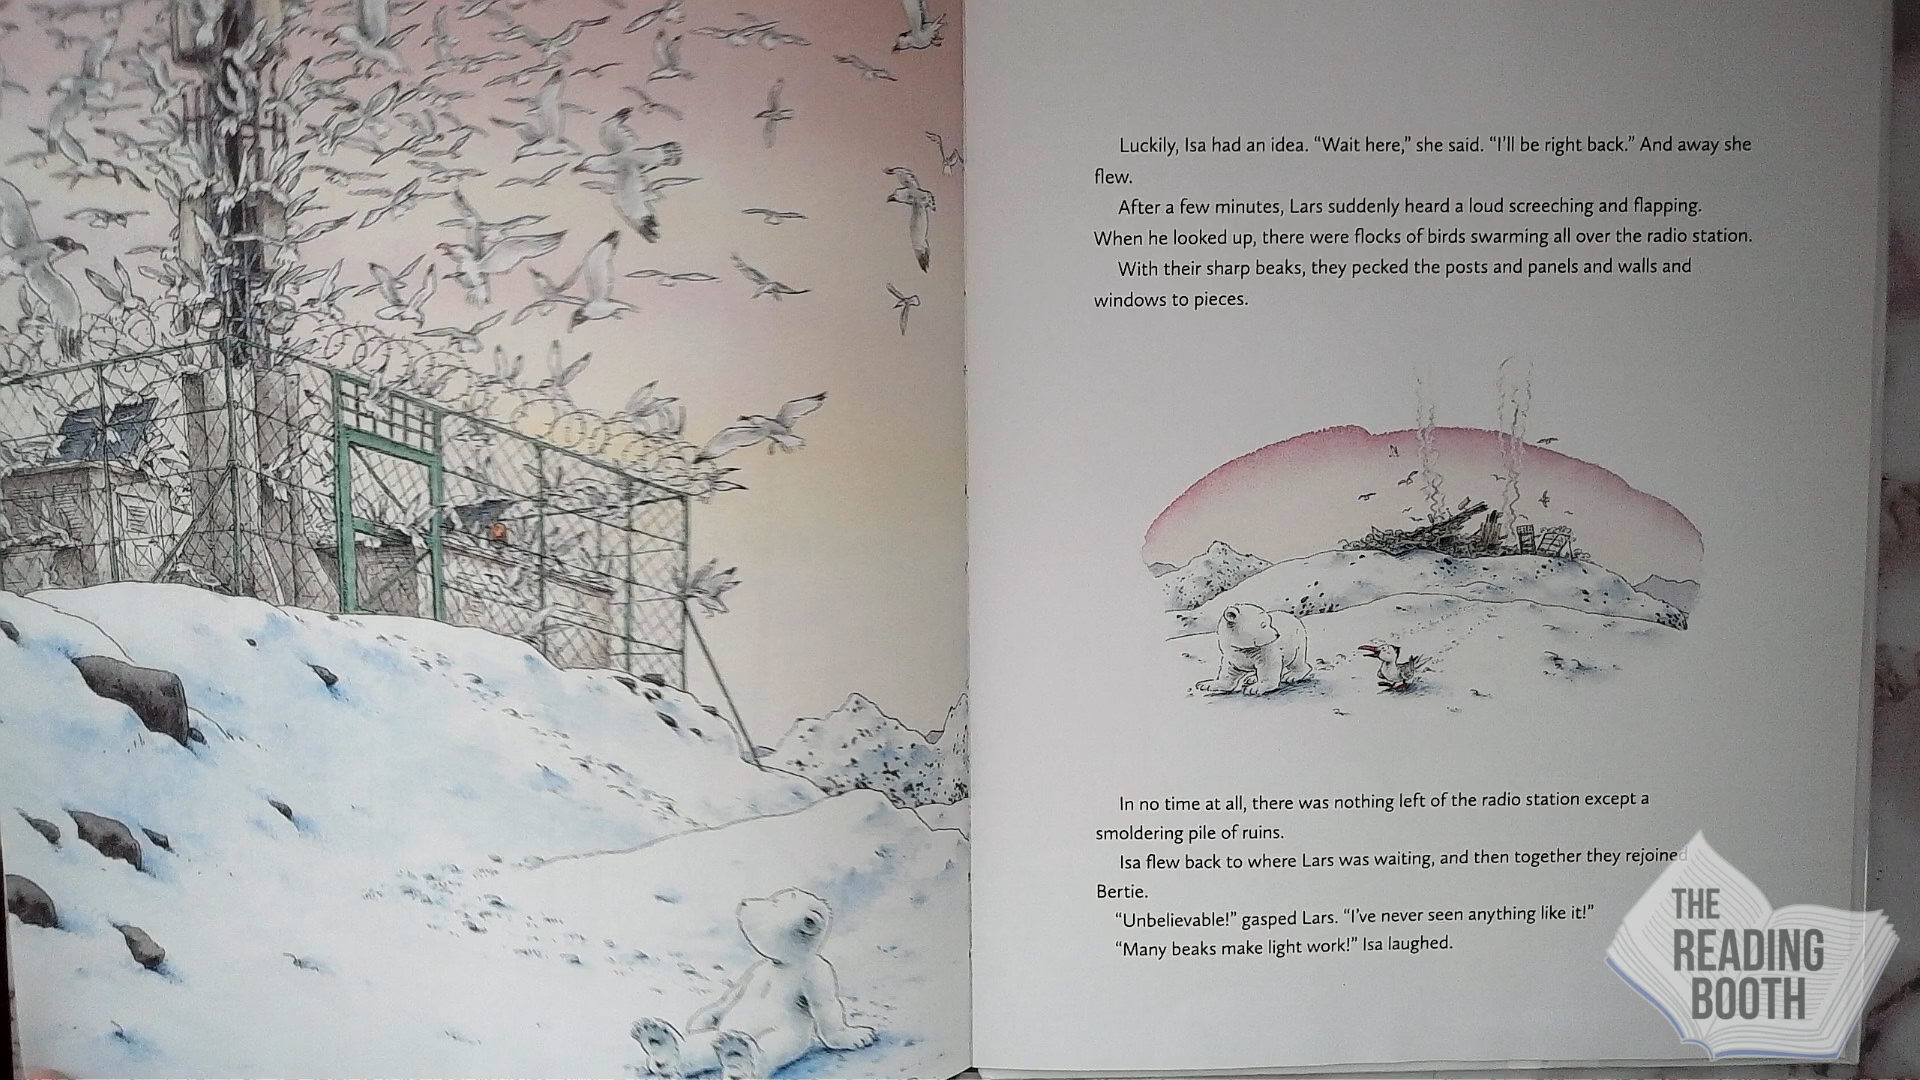 Luckily, Isa had an idea. “Wait here,” she said. “I’ll be right back.” And away she
flew.
After a few minutes, Lars suddenly heard a loud screeching and flapping.
When he looked up, there were flocks of birds swarming all over the radio station.
With their sharp beaks, they pecked the posts and panels and walls and
windows to pieces.
In no time at all, there was nothing left of the radio station except a
smoldering pile of ruins.
Isa flew back to where Lars was waiting, and then together they rejoined
Bertie.
“Unbelievable!” gasped Lars. “I’ve never seen anything like it!”
“Many beaks make light work!” Isa laughed.
THE
READING
BOOTH